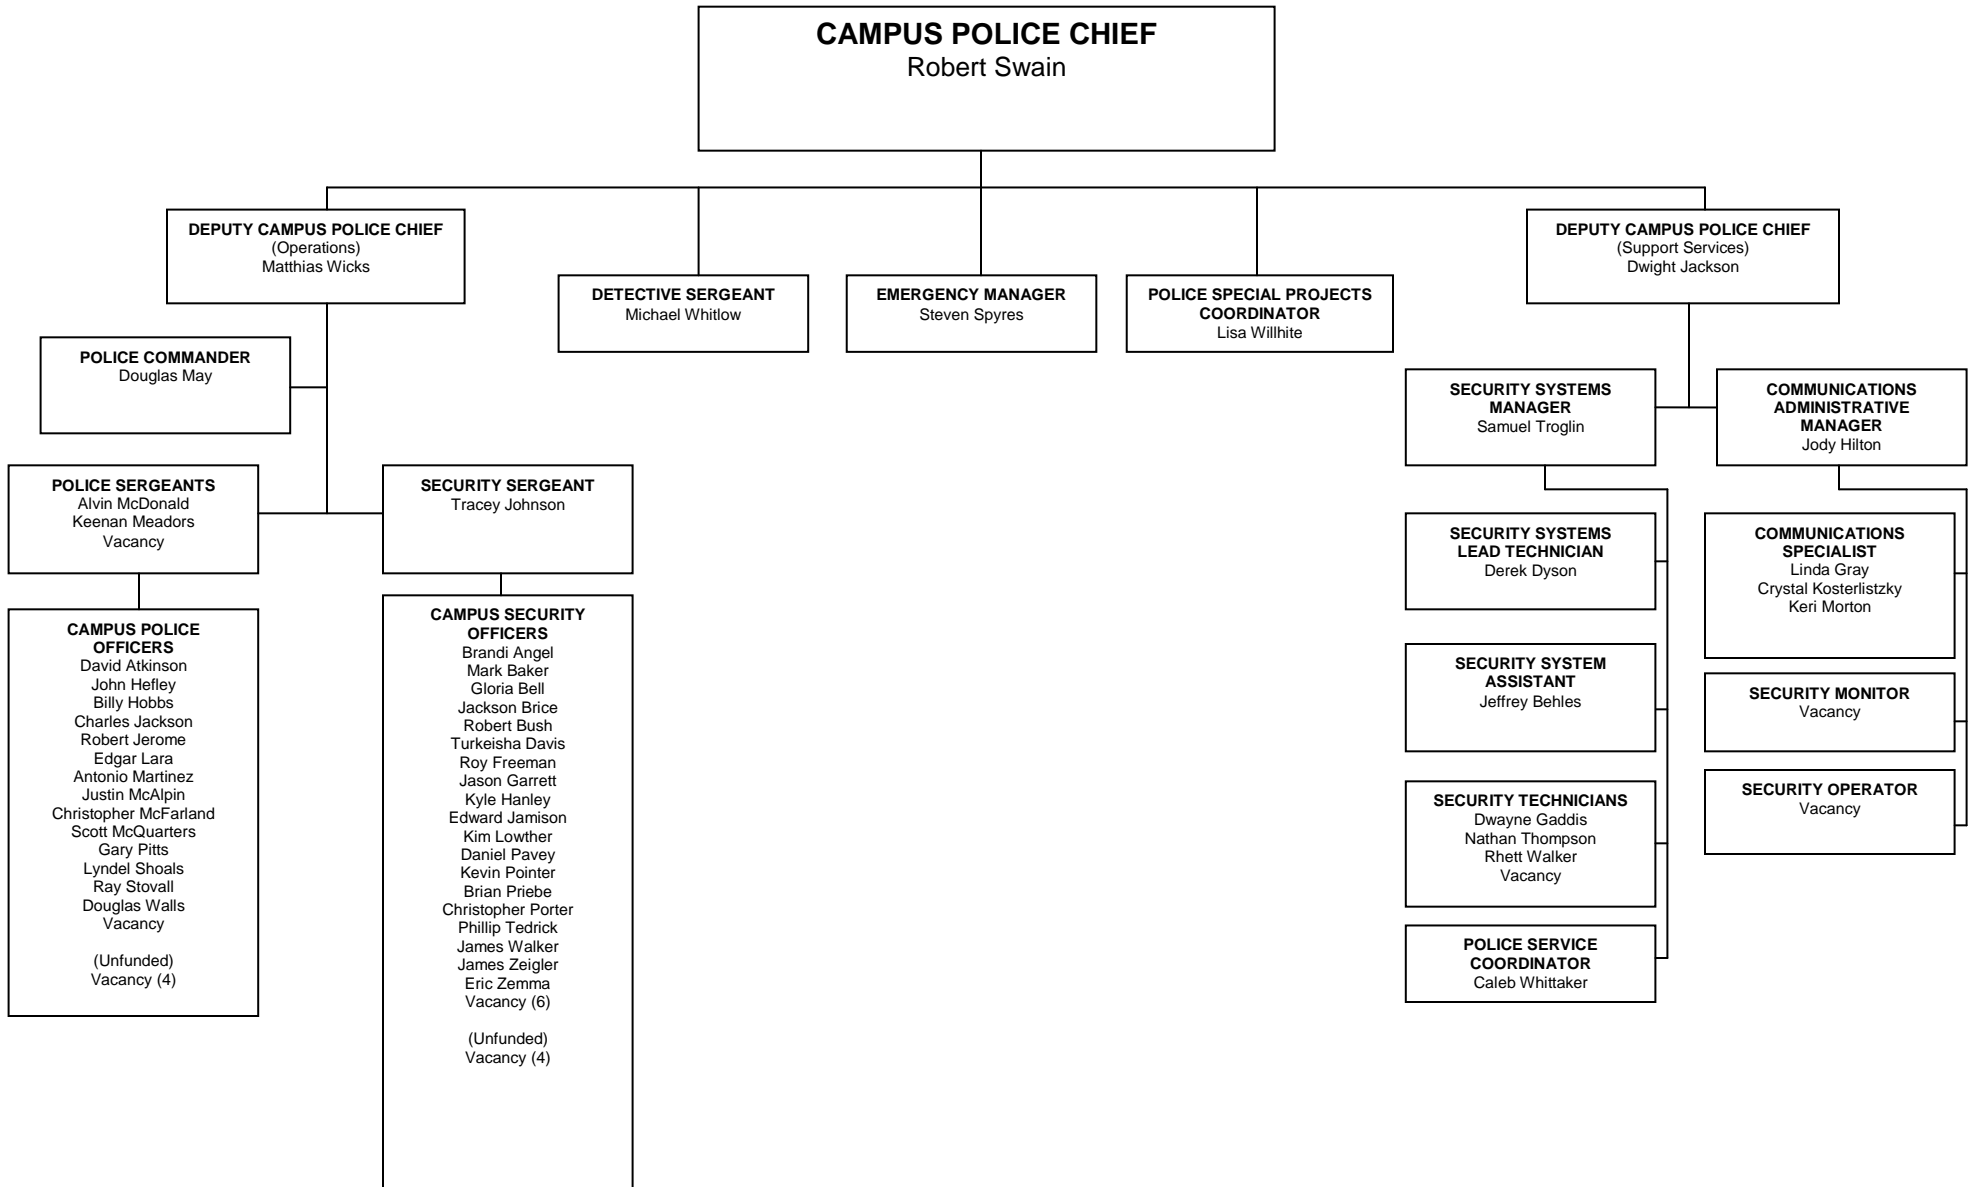 CAMPUS POLICE CHIEF
Robert Swain
DEPUTY CAMPUS POLICE CHIEF
(Operations)
Matthias Wicks
DETECTIVE SERGEANT
Michael Whitlow
EMERGENCY MANAGER
Steven Spyres
POLICE SPECIAL PROJECTS
COORDINATOR
Lisa Willhite
DEPUTY CAMPUS POLICE CHIEF
(Support Services)
Dwight Jackson
POLICE COMMANDER
Douglas May
POLICE SERGEANTS
Alvin McDonald
Keenan Meadors
Vacancy
SECURITY SERGEANT
Tracey Johnson
CAMPUS POLICE
OFFICERS
David Atkinson
John Hefley
Billy Hobbs
Charles Jackson
Robert Jerome
Edgar Lara
Antonio Martinez
Justin McAlpin
Christopher McFarland
Scott McQuarters
Gary Pitts
Lyndel Shoals
Ray Stovall
Douglas Walls
Vacancy
(Unfunded)
Vacancy (4)
CAMPUS SECURITY
OFFICERS
Brandi Angel
Mark Baker
Gloria Bell
Jackson Brice
Robert Bush
Turkeisha Davis
Roy Freeman
Jason Garrett
Kyle Hanley
Edward Jamison
Kim Lowther
Daniel Pavey
Kevin Pointer
Brian Priebe
Christopher Porter
Phillip Tedrick
James Walker
James Zeigler
Eric Zemma
Vacancy (6)
(Unfunded)
Vacancy (4)
SECURITY SYSTEMS
MANAGER
Samuel Troglin
SECURITY SYSTEMS
LEAD TECHNICIAN
Derek Dyson
SECURITY SYSTEM
ASSISTANT
Jeffrey Behles
SECURITY TECHNICIANS
Dwayne Gaddis
Nathan Thompson
Rhett Walker
Vacancy
POLICE SERVICE
COORDINATOR
Caleb Whittaker
COMMUNICATIONS
ADMINISTRATIVE
MANAGER
Jody Hilton
COMMUNICATIONS
SPECIALIST
Linda Gray
Crystal Kosterlistzky
Keri Morton
SECURITY MONITOR
Vacancy
SECURITY OPERATOR
Vacancy